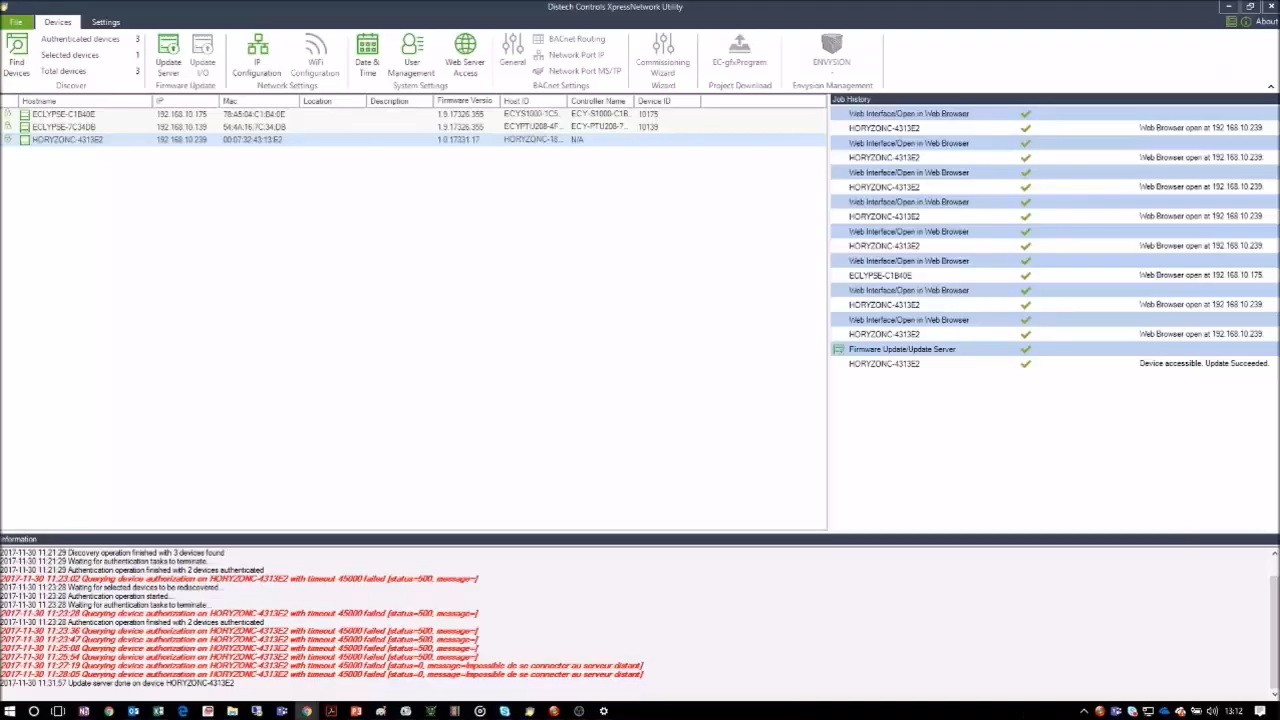 Distech Controls XpressNetwork Utility
File Devices Settings About
Find Devices
Authenticated devices 3
Selected devices 1
Total devices 3
Discover
Update Server
Update I/O
Firmware Update
IP Configuration
WiFi Configuration
Network Settings
Date & Time
User Management
Web Server Access
System Settings
General
BACnet Routing
Network Port IP
Network Port MS/TP
BACnet Settings
Commissioning Wizard
Wizard
EC-gfxProgram
Project Download
ENVYSION
Envysion Management
Hostname IP Mac Location Description Firmware Versio Host ID Controller Name Device ID
ECLYPSE-C1B40E 192.168.10.175 78:A5:04:C1:B4:0E 1.9.17326.355 ECYS1000-1C5... ECY-S1000-C1B... 10175
ECLYPSE-7C34DB 192.168.10.139 54:4A:16:7C:34:DB 1.9.17326.355 ECYPTU208-4F... ECY-PTU208-7... 10139
HORYZONC-4313E2 192.168.10.239 00:07:32:43:13:E2 1.0.17331.17 HORYZONC-18... N/A
Job History
Web Interface/Open in Web Browser
HORYZONC-4313E2 Web Browser open at 192.168.10.239.
Web Interface/Open in Web Browser
HORYZONC-4313E2 Web Browser open at 192.168.10.239.
Web Interface/Open in Web Browser
HORYZONC-4313E2 Web Browser open at 192.168.10.239.
Web Interface/Open in Web Browser
HORYZONC-4313E2 Web Browser open at 192.168.10.239.
Web Interface/Open in Web Browser
HORYZONC-4313E2 Web Browser open at 192.168.10.239.
Web Interface/Open in Web Browser
ECLYPSE-C1B40E Web Browser open at 192.168.10.175.
Web Interface/Open in Web Browser
HORYZONC-4313E2 Web Browser open at 192.168.10.239.
Web Interface/Open in Web Browser
HORYZONC-4313E2 Web Browser open at 192.168.10.239.
Firmware Update/Update Server
HORYZONC-4313E2 Device accessible. Update Succeeded.
Information
2017-11-30 11:21:29 Discovery operation finished with 3 devices found
2017-11-30 11:21:29 Waiting for authentication tasks to terminate...
2017-11-30 11:21:29 Authentication operation finished with 2 devices authenticated
2017-11-30 11:23:02 Querying device authorization on HORYZONC-4313E2 with timeout 45000 failed [status=500, message=]
2017-11-30 11:23:28 Waiting for selected devices to be rediscovered...
2017-11-30 11:23:28 Authentication operation started...
2017-11-30 11:23:28 Waiting for authentication tasks to terminate...
2017-11-30 11:23:28 Querying device authorization on HORYZONC-4313E2 with timeout 45000 failed [status=500, message=]
2017-11-30 11:23:28 Authentication operation finished with 2 devices authenticated
2017-11-30 11:23:36 Querying device authorization on HORYZONC-4313E2 with timeout 45000 failed [status=500, message=]
2017-11-30 11:23:47 Querying device authorization on HORYZONC-4313E2 with timeout 45000 failed [status=500, message=]
2017-11-30 11:25:08 Querying device authorization on HORYZONC-4313E2 with timeout 45000 failed [status=500, message=]
2017-11-30 11:26:54 Querying device authorization on HORYZONC-4313E2 with timeout 45000 failed [status=500, message=]
2017-11-30 11:27:19 Querying device authorization on HORYZONC-4313E2 with timeout 45000 failed [status=0, message=Impossible de se connecter au serveur distant]
2017-11-30 11:28:05 Querying device authorization on HORYZONC-4313E2 with timeout 45000 failed [status=0, message=Impossible de se connecter au serveur distant]
2017-11-30 11:31:57 Update server done on device HORYZONC-4313E2
13:12